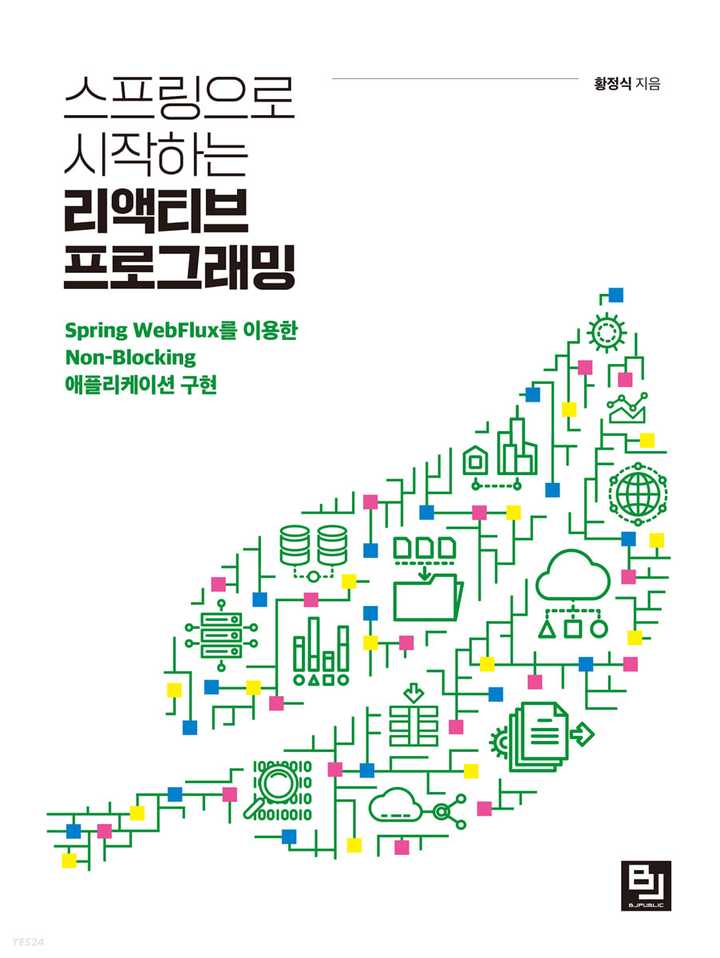 스프링으로
시작하는
리액티브
프로그래밍
황정식 지음
Spring WebFlux를 이용한
Non-Blocking
애플리케이션 구현
10010010
10010010
BJ
BJPUBLIC
YES24